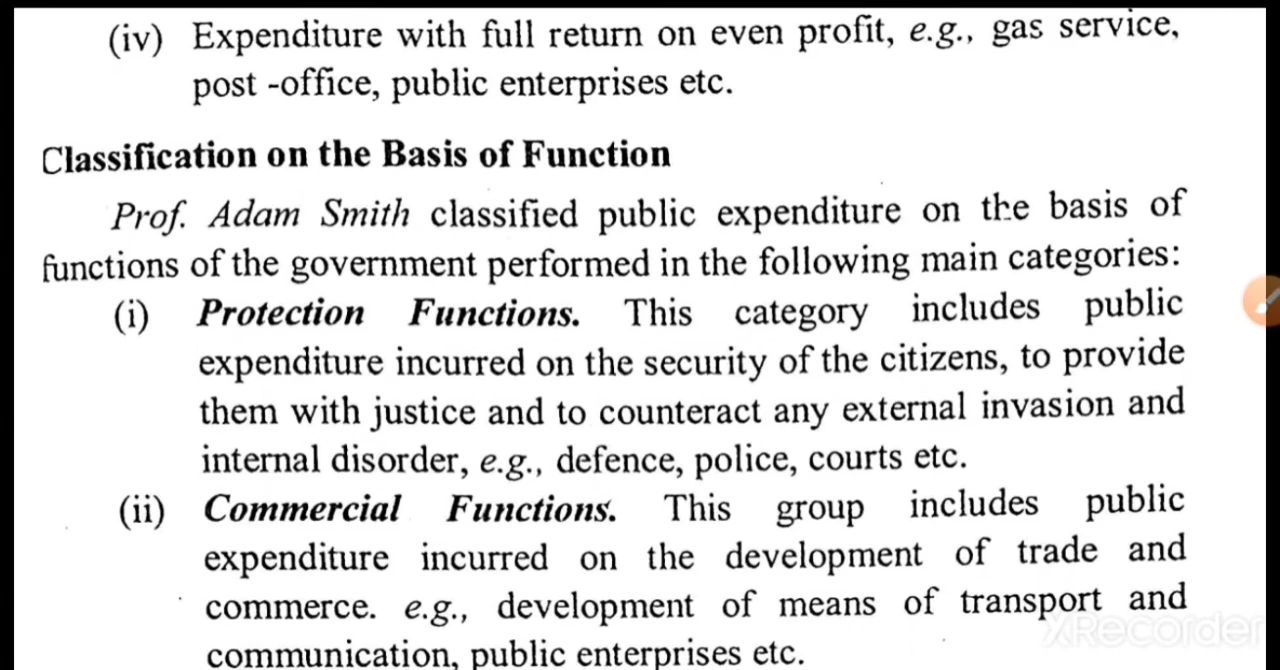 (iv) Expenditure with full return on even profit, e.g., gas service,
post -office, public enterprises etc.
Classification on the Basis of Function
Prof. Adam Smith classified public expenditure on the basis of
functions of the government performed in the following main categories:
(i) Protection Functions. This category includes public
expenditure incurred on the security of the citizens, to provide
them with justice and to counteract any external invasion and
internal disorder, e.g., defence, police, courts etc.
(ii) Commercial Functions. This group includes public
expenditure incurred on the development of trade and
commerce. e.g., development of means of transport and
communication, public enterprises etc.
XRecorder